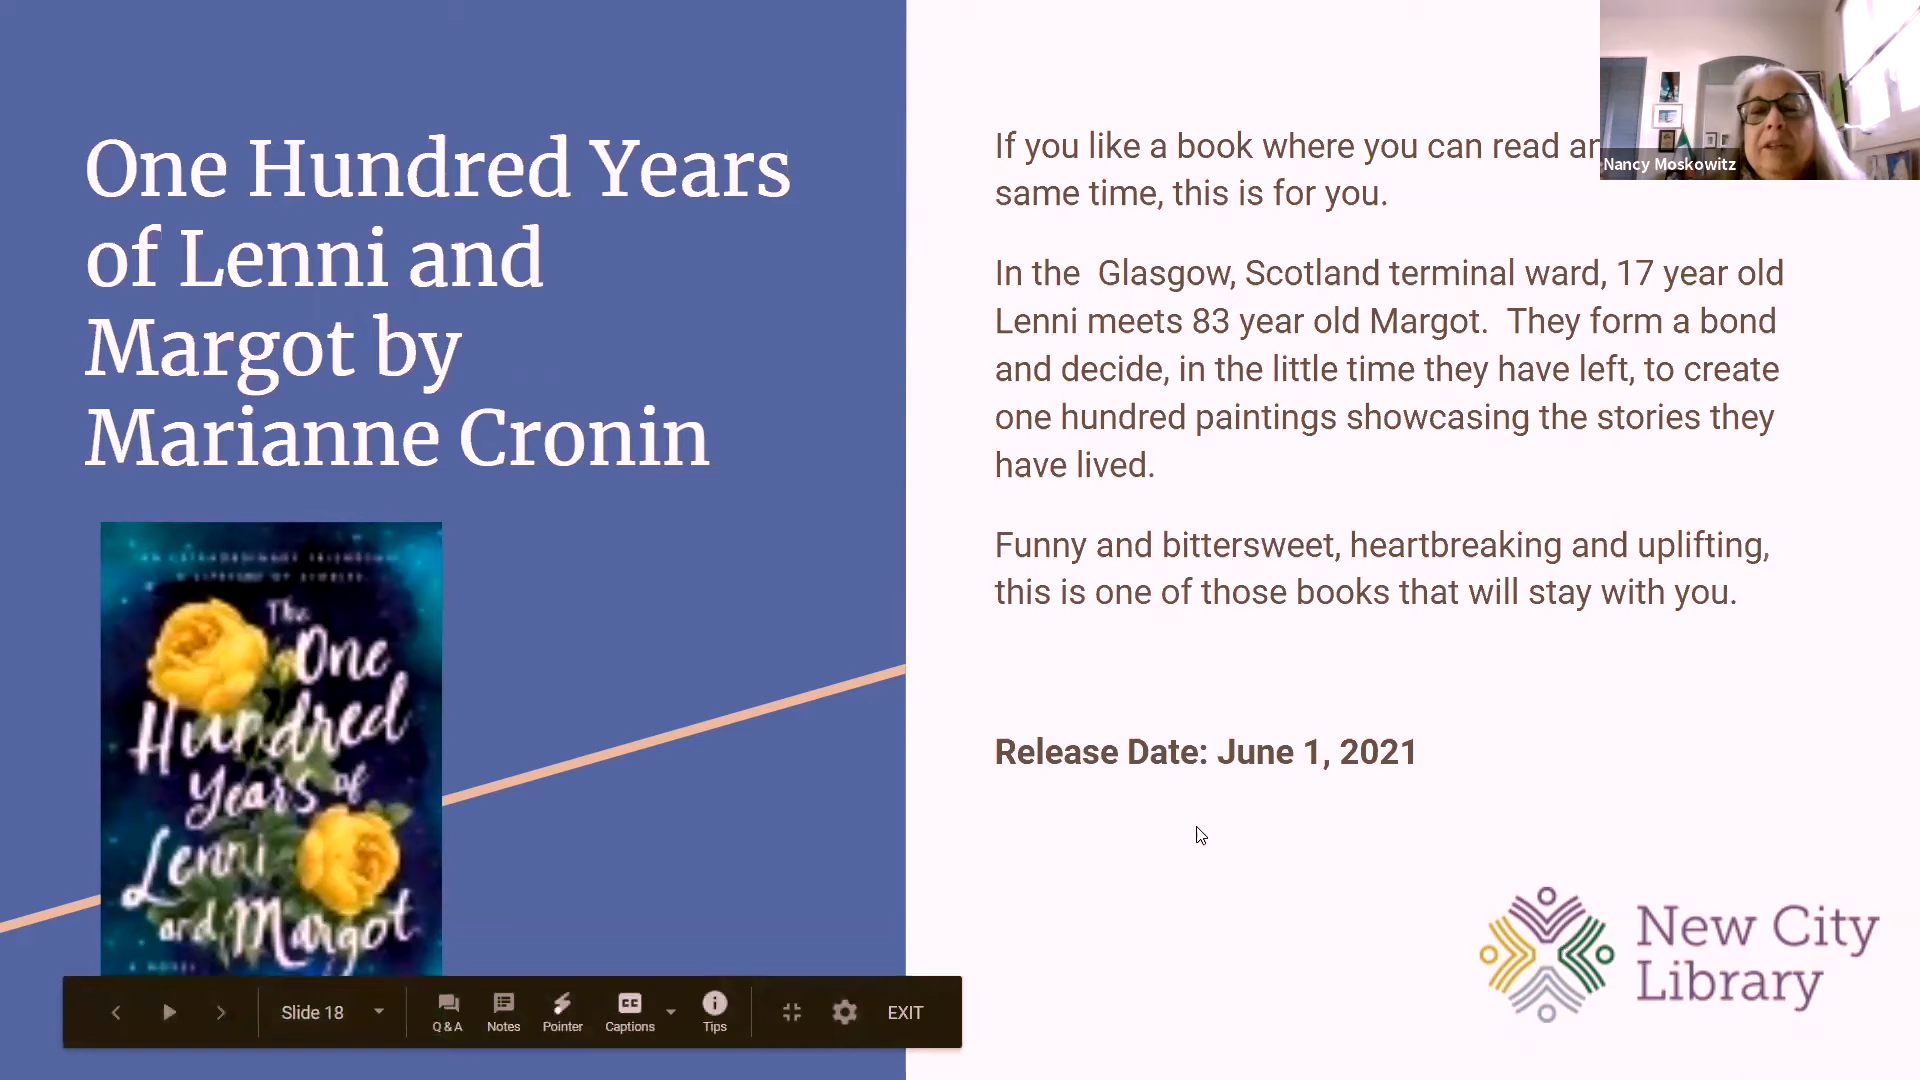 One Hundred Years
of Lenni and
Margot by
Marianne Cronin
The
One
Hundred
Years of
Lenni
and Margot
A NOVEL
If you like a book where you can read
same time, this is for you.
In the  Glasgow, Scotland terminal ward, 17 year old
Lenni meets 83 year old Margot.  They form a bond
and decide, in the little time they have left, to create
one hundred paintings showcasing the stories they
have lived.
Funny and bittersweet, heartbreaking and uplifting,
this is one of those books that will stay with you.
Release Date: June 1, 2021
Nancy Moskowitz
New City
Library
Slide 18
Q & A
Notes
Pointer
CC
Captions
Tips
EXIT